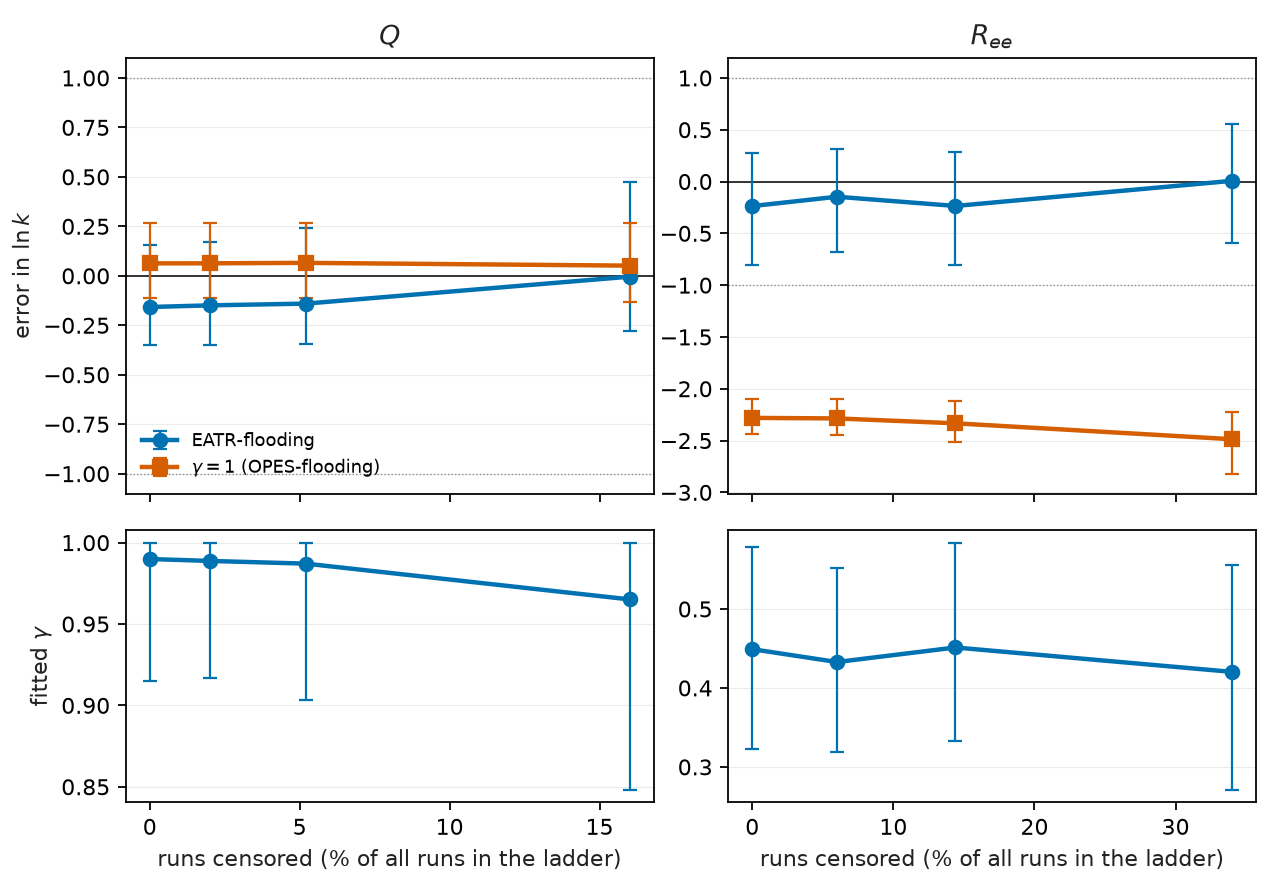 Q
R_ee
1.00
0.75
0.50
0.25
0.00
−0.25
−0.50
−0.75
−1.00
error in ln k
EATR-flooding
γ = 1 (OPES-flooding)
1.0
0.5
0.0
−0.5
−1.0
−1.5
−2.0
−2.5
−3.0
1.00
0.95
0.90
0.85
fitted γ
0 5 10 15
runs censored (% of all runs in the ladder)
0.5
0.4
0.3
0 10 20 30
runs censored (% of all runs in the ladder)